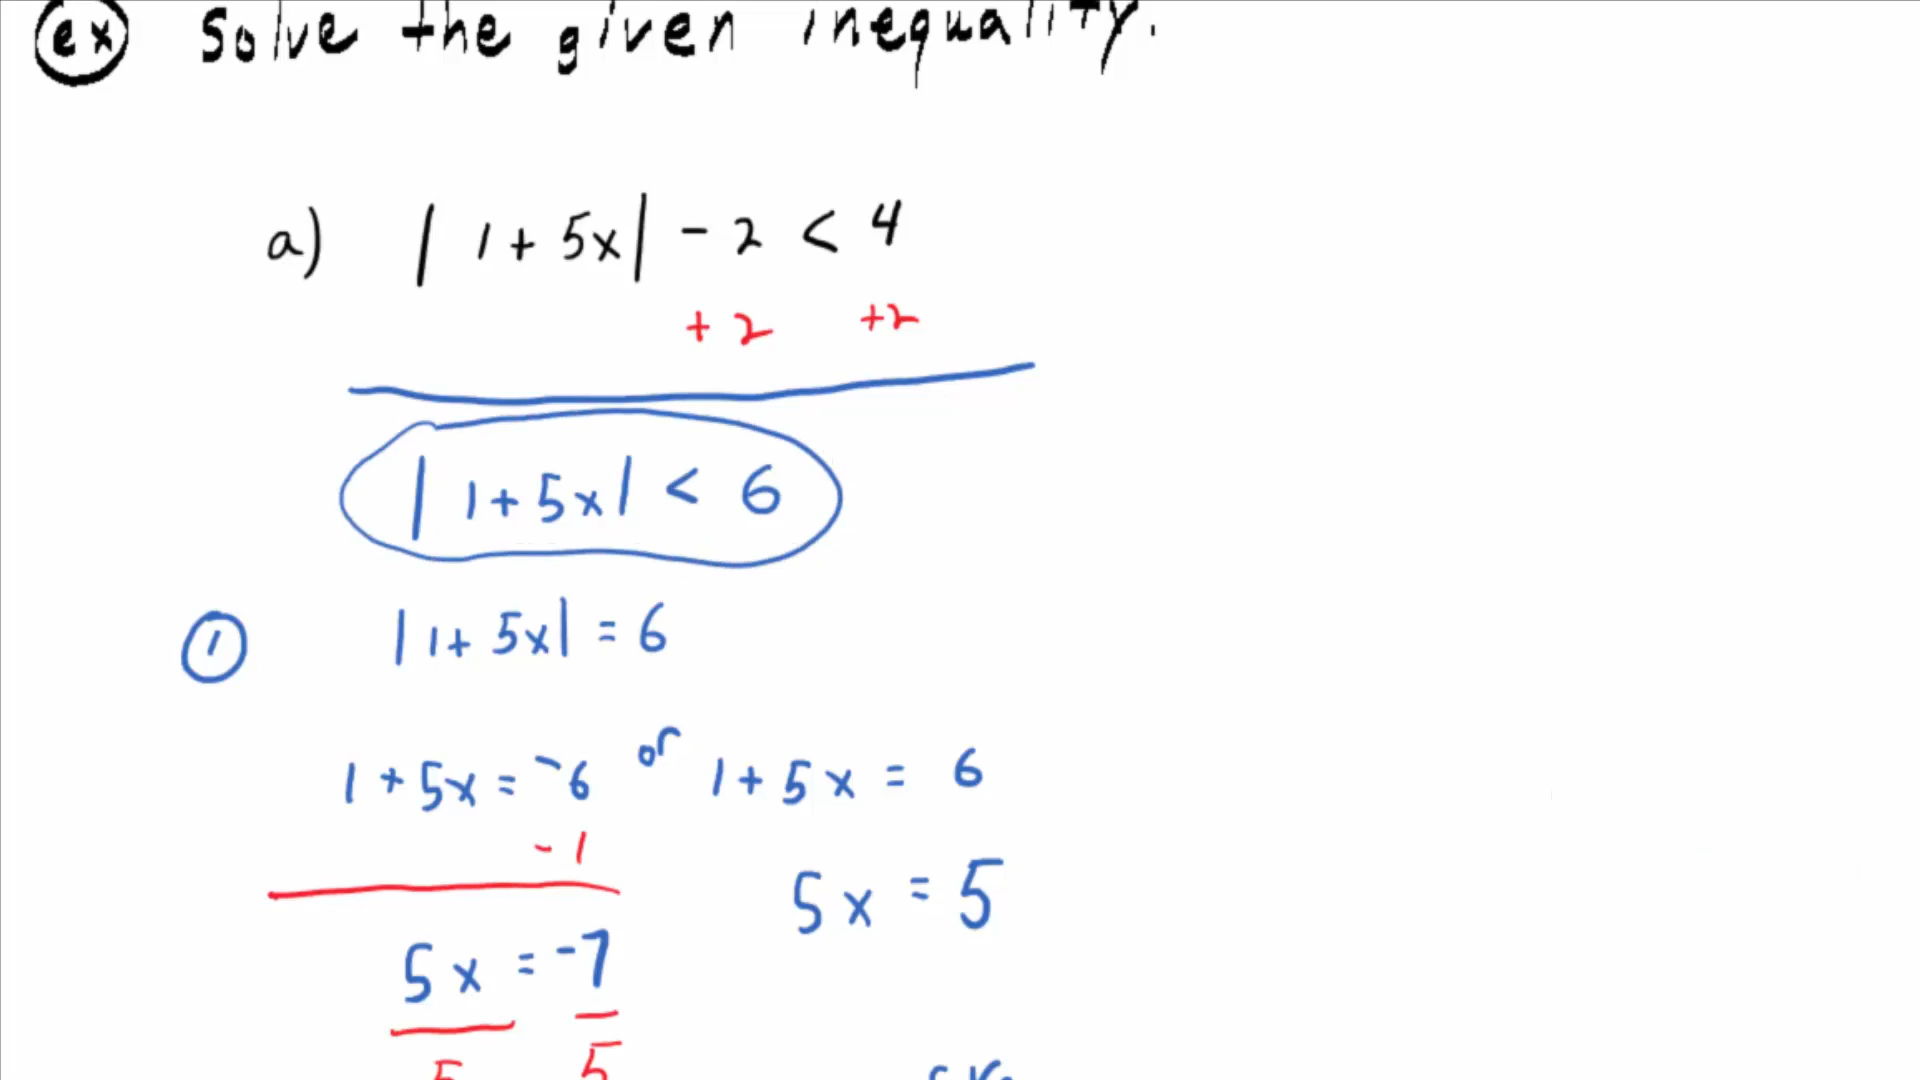 ex Solve the given inequality.
a) | 1 + 5x | - 2 < 4
+ 2 +2
| 1 + 5x | < 6
1 | 1 + 5x | = 6
1 + 5x = -6 or 1 + 5x = 6
- 1
5x = 5
5x = -7
5 5